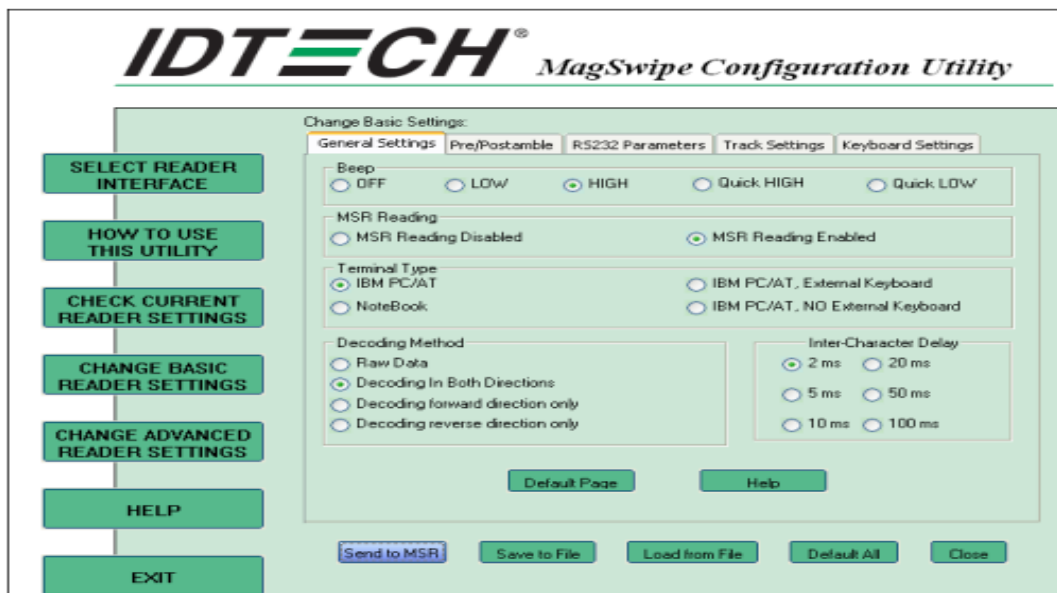 IDTECH®
MagSwipe Configuration Utility
SELECT READER
INTERFACE
HOW TO USE
THIS UTILITY
CHECK CURRENT
READER SETTINGS
CHANGE BASIC
READER SETTINGS
CHANGE ADVANCED
READER SETTINGS
HELP
EXIT
Change Basic Settings:
General Settings Pre/Postamble RS232 Parameters Track Settings Keyboard Settings
Beep
OFF LOW HIGH Quick HIGH Quick LOW
MSR Reading
MSR Reading Disabled MSR Reading Enabled
Terminal Type
IBM PC/AT IBM PC/AT, External Keyboard
NoteBook IBM PC/AT, NO External Keyboard
Decoding Method
Raw Data
Decoding In Both Directions
Decoding forward direction only
Decoding reverse direction only
Inter-Character Delay
2 ms 20 ms
5 ms 50 ms
10 ms 100 ms
Default Page Help
Send to MSR Save to File Load from File Default All Close